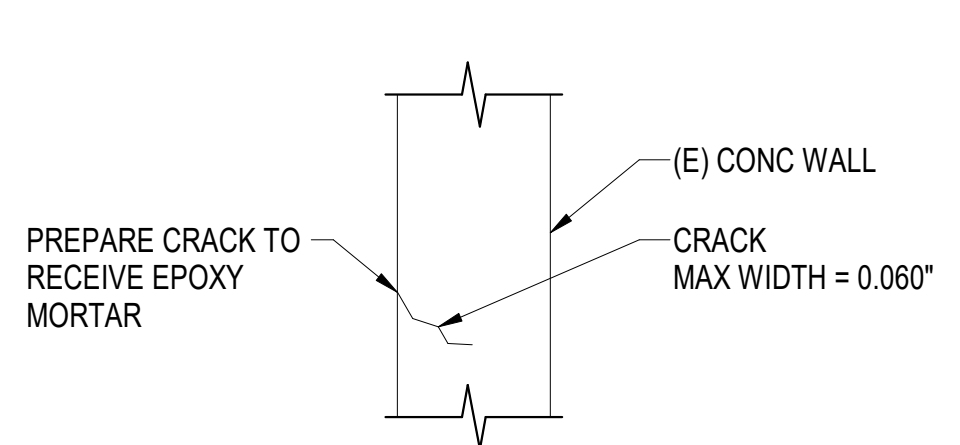 (E) CONC WALL
PREPARE CRACK TO
RECEIVE EPOXY
MORTAR
CRACK
MAX WIDTH = 0.060"